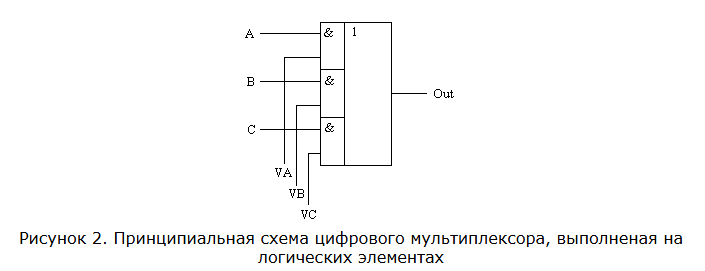 A
&
1
B
&
Out
C
&
VA
VB
VC
Рисунок 2. Принципиальная схема цифрового мультиплексора, выполненая на
логических элементах